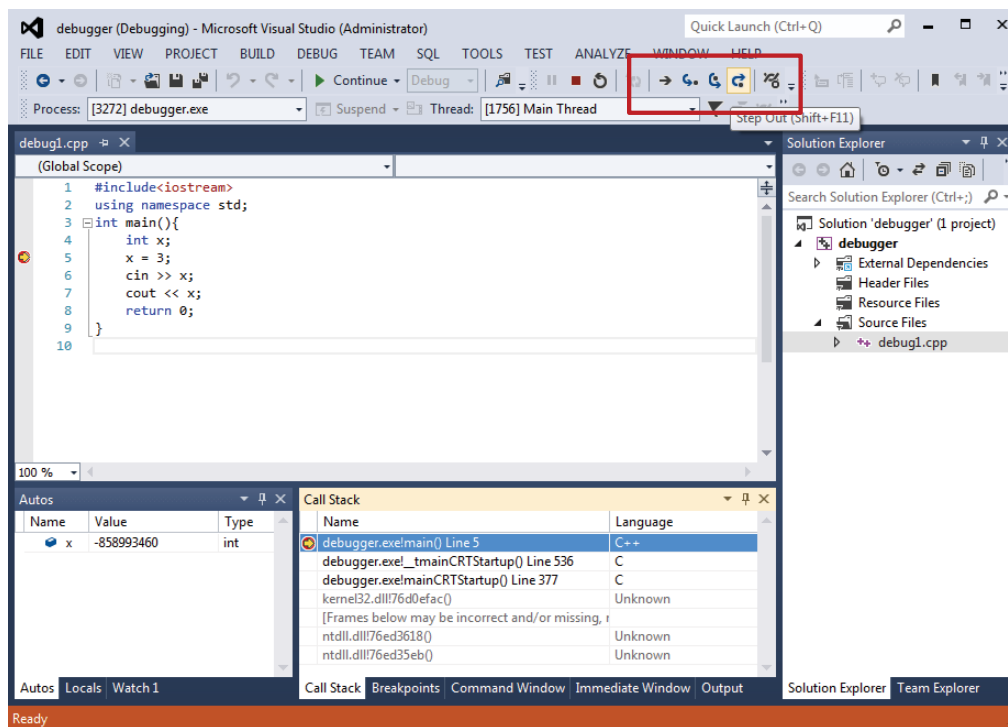 debugger (Debugging) - Microsoft Visual Studio (Administrator)
Quick Launch (Ctrl+Q)
FILE EDIT VIEW PROJECT BUILD DEBUG TEAM SQL TOOLS TEST ANALYZE WINDOW HELP
Continue Debug
Process: [3272] debugger.exe Suspend Thread: [1756] Main Thread
Step Out (Shift+F11)
debug1.cpp
(Global Scope)
1 #include<iostream>
2 using namespace std;
3 int main(){
4 int x;
5 x = 3;
6 cin >> x;
7 cout << x;
8 return 0;
9 }
10
100 %
Solution Explorer
Search Solution Explorer (Ctrl+;)
Solution 'debugger' (1 project)
debugger
External Dependencies
Header Files
Resource Files
Source Files
debug1.cpp
Autos
Name Value Type
x -858993460 int
Autos Locals Watch 1
Call Stack
Name Language
debugger.exe!main() Line 5 C++
debugger.exe!__tmainCRTStartup() Line 536 C
debugger.exe!mainCRTStartup() Line 377 C
kernel32.dll!76d0efac() Unknown
[Frames below may be incorrect and/or missing,
ntdll.dll!76ed3618() Unknown
ntdll.dll!76ed35eb() Unknown
Call Stack Breakpoints Command Window Immediate Window Output
Solution Explorer Team Explorer
Ready